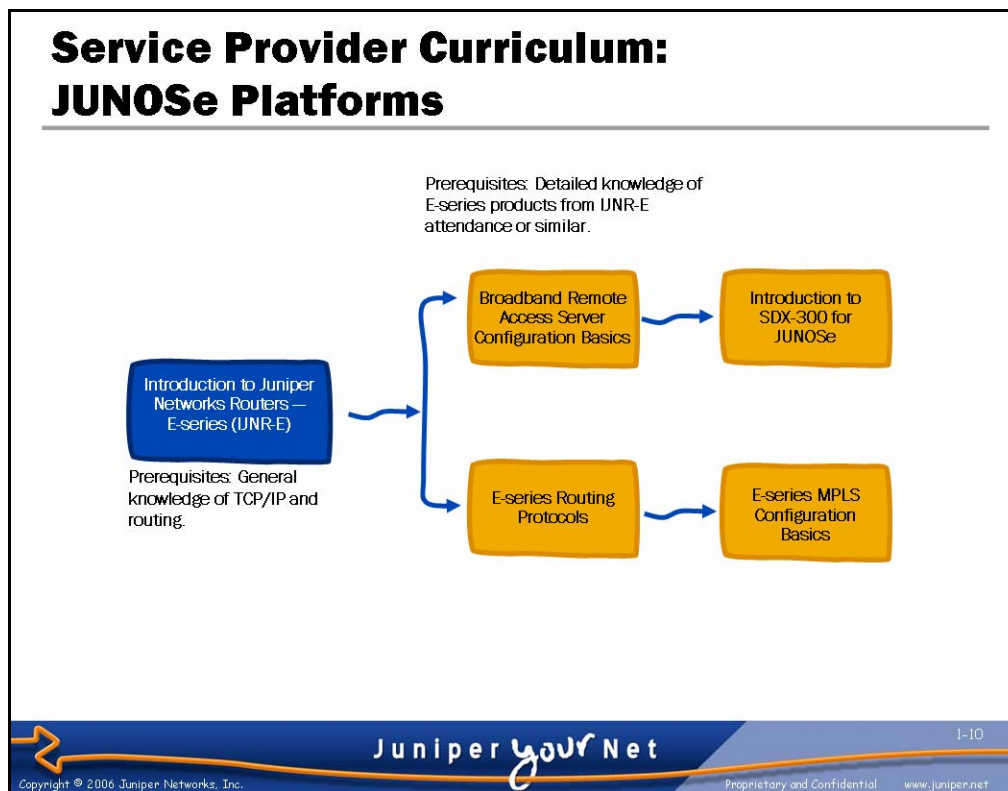 Service Provider Curriculum:
JUNOSe Platforms
Prerequisites: Detailed knowledge of
E-series products from IJNR-E
attendance or similar.
Broadband Remote
Access Server
Configuration Basics
Introduction to
SDX-300 for
JUNOSe
Introduction to Juniper
Networks Routers —
E-series (IJNR-E)
Prerequisites: General
knowledge of TCP/IP and
routing.
E-series Routing
Protocols
E-series MPLS
Configuration
Basics
Juniper your Net
1-10
Copyright © 2006 Juniper Networks, Inc.
Proprietary and Confidential www.juniper.net